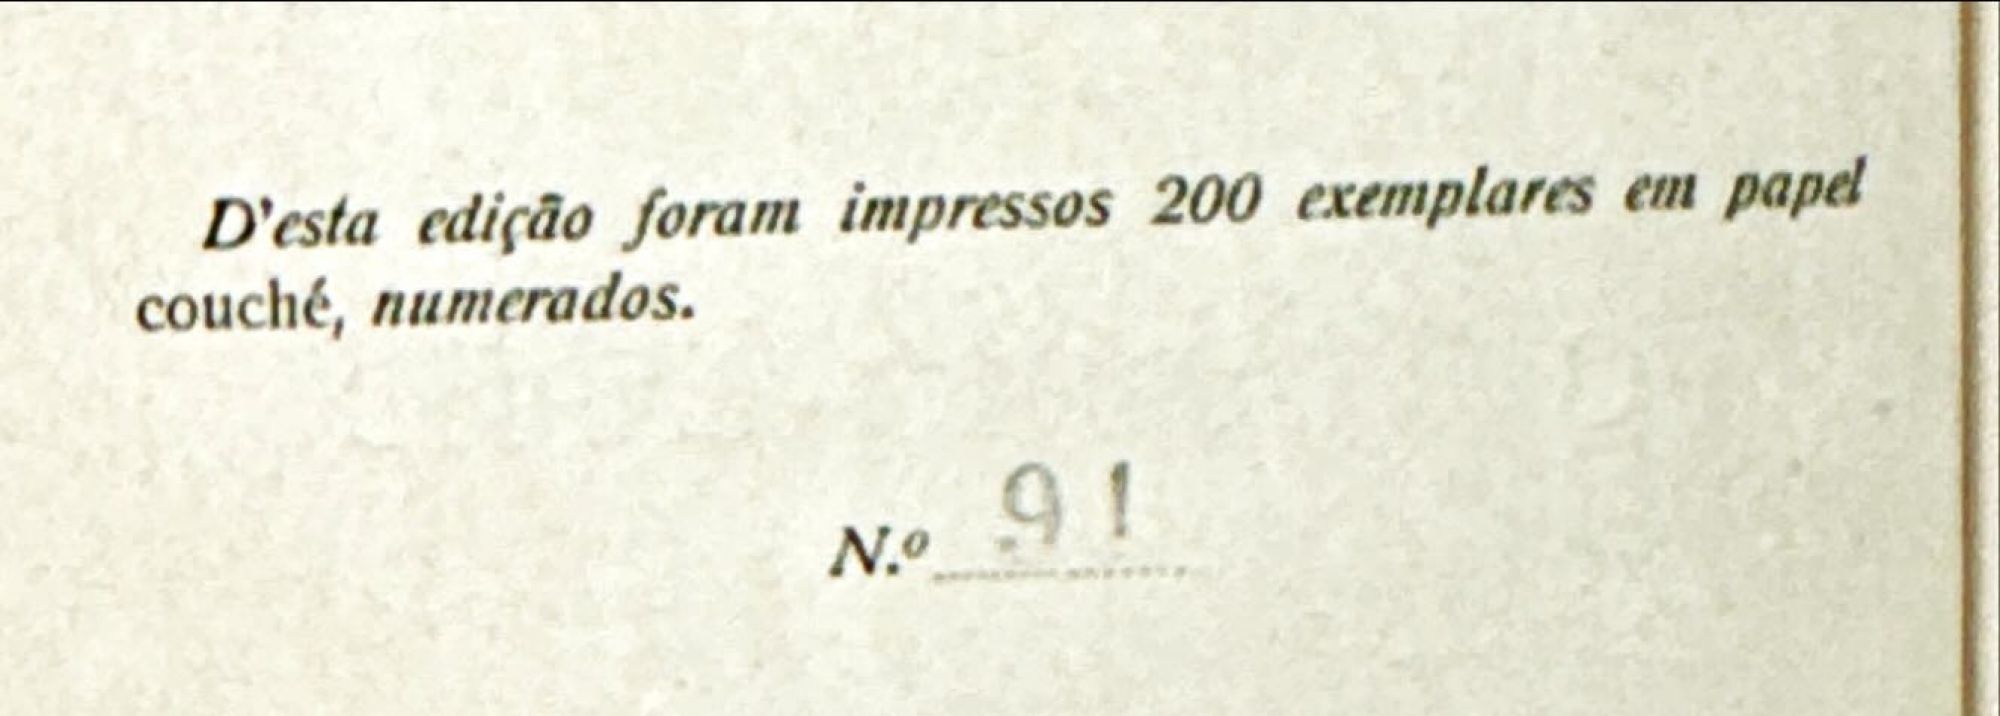 D'esta edição foram impressos 200 exemplares em papel
couché, numerados.
N.º 91